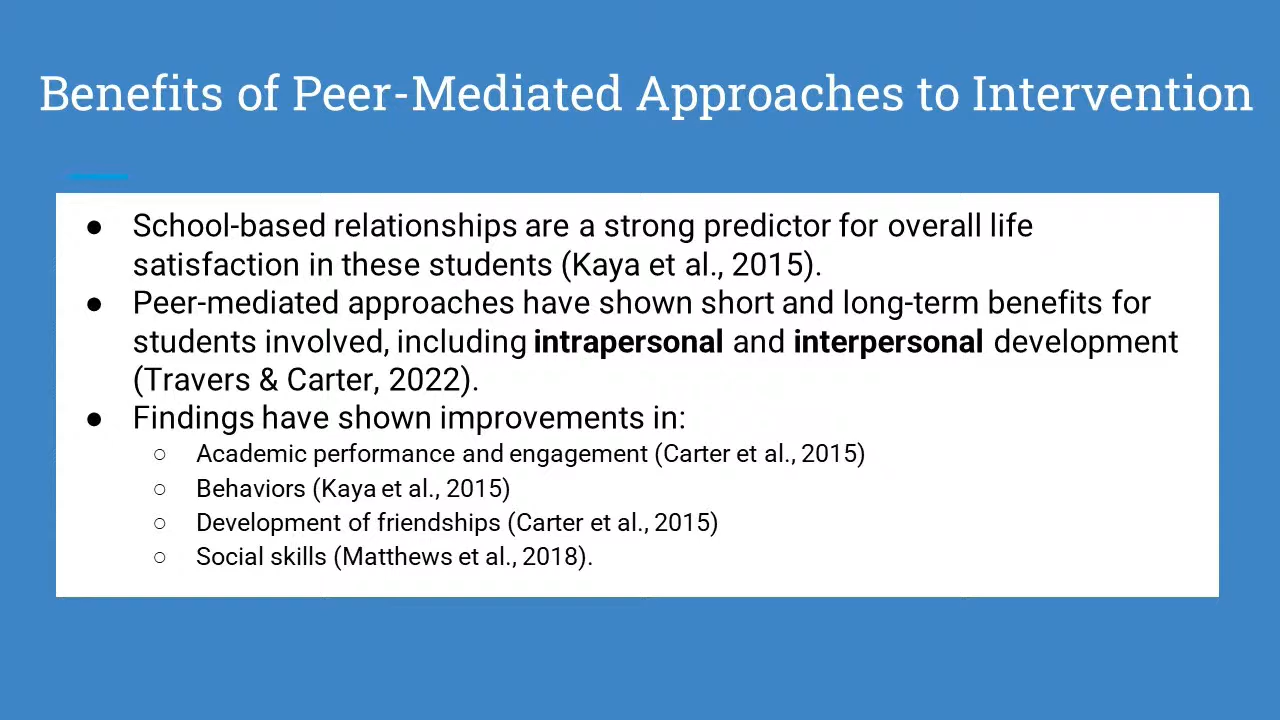 Benefits of Peer-Mediated Approaches to Intervention
● School-based relationships are a strong predictor for overall life
satisfaction in these students (Kaya et al., 2015).
● Peer-mediated approaches have shown short and long-term benefits for
students involved, including intrapersonal and interpersonal development
(Travers & Carter, 2022).
● Findings have shown improvements in:
○ Academic performance and engagement (Carter et al., 2015)
○ Behaviors (Kaya et al., 2015)
○ Development of friendships (Carter et al., 2015)
○ Social skills (Matthews et al., 2018).